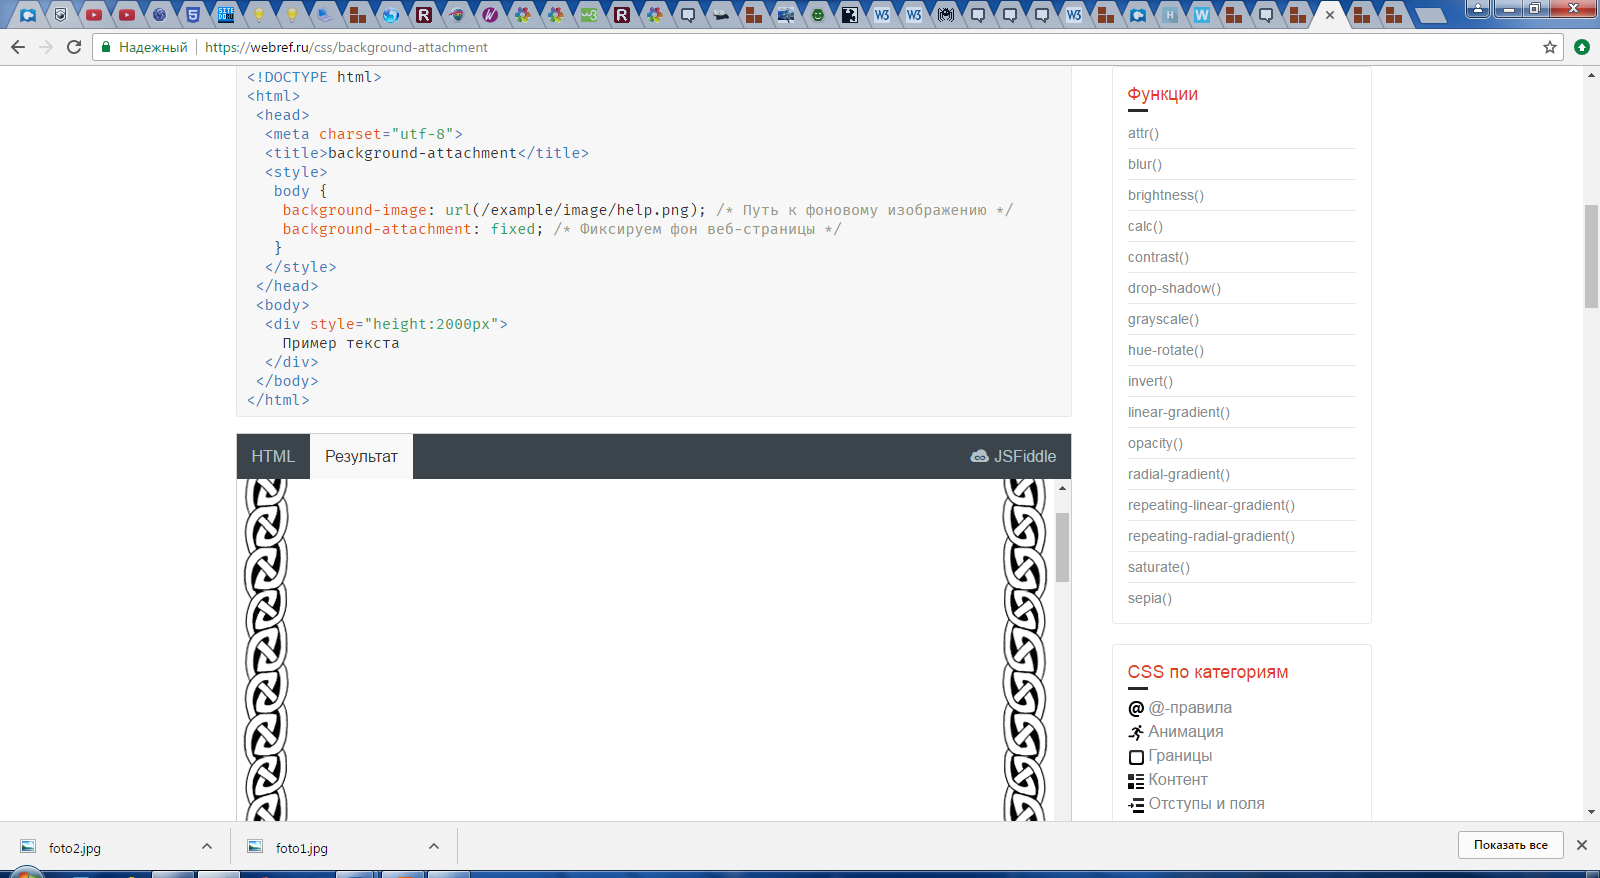 Надежный
https://webref.ru/css/background-attachment
<!DOCTYPE html>
<html>
<head>
<meta charset="utf-8">
<title>background-attachment</title>
<style>
body {
background-image: url(/example/image/help.png); /* Путь к фоновому изображению */
background-attachment: fixed; /* Фиксируем фон веб-страницы */
}
</style>
</head>
<body>
<div style="height:2000px">
Пример текста
</div>
</body>
</html>
HTML
Результат
JSFiddle
Функции
attr()
blur()
brightness()
calc()
contrast()
drop-shadow()
grayscale()
hue-rotate()
invert()
linear-gradient()
opacity()
radial-gradient()
repeating-linear-gradient()
repeating-radial-gradient()
saturate()
sepia()
CSS по категориям
@-правила
Анимация
Границы
Контент
Отступы и поля
foto2.jpg
foto1.jpg
Показать все